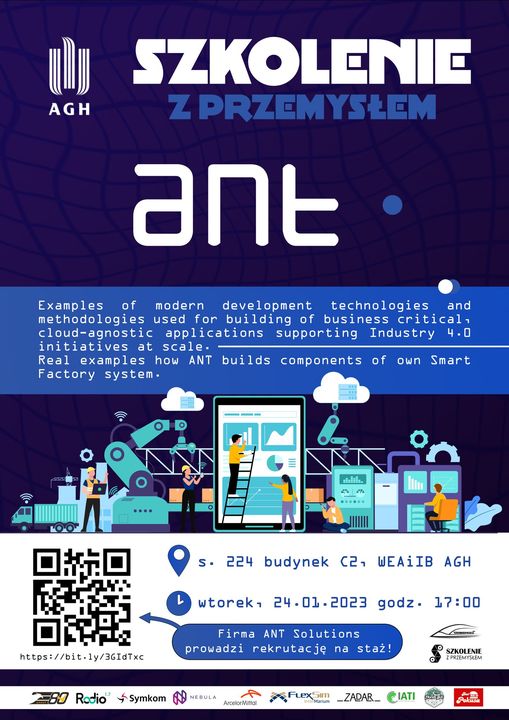 AGH
SZKOLENIE
Z PRZEMYSŁEM
ant
Examples of modern development technologies and
methodologies used for building of business critical,
cloud-agnostic applications supporting Industry 4.0
initiatives at scale.
Real examples how ANT builds components of own Smart
Factory system.
s. 224 budynek C2, WEAiIB AGH
wtorek, 24.01.2023 godz. 17:00
Firma ANT Solutions
prowadzi rekrutację na staż!
https://bit.ly/3GIdTxc
SZKOLENIE
Z PRZEMYSŁEM
Radio Symkom NEBULA ArcelorMittal FlexSim InterMarium ZADAR IATI